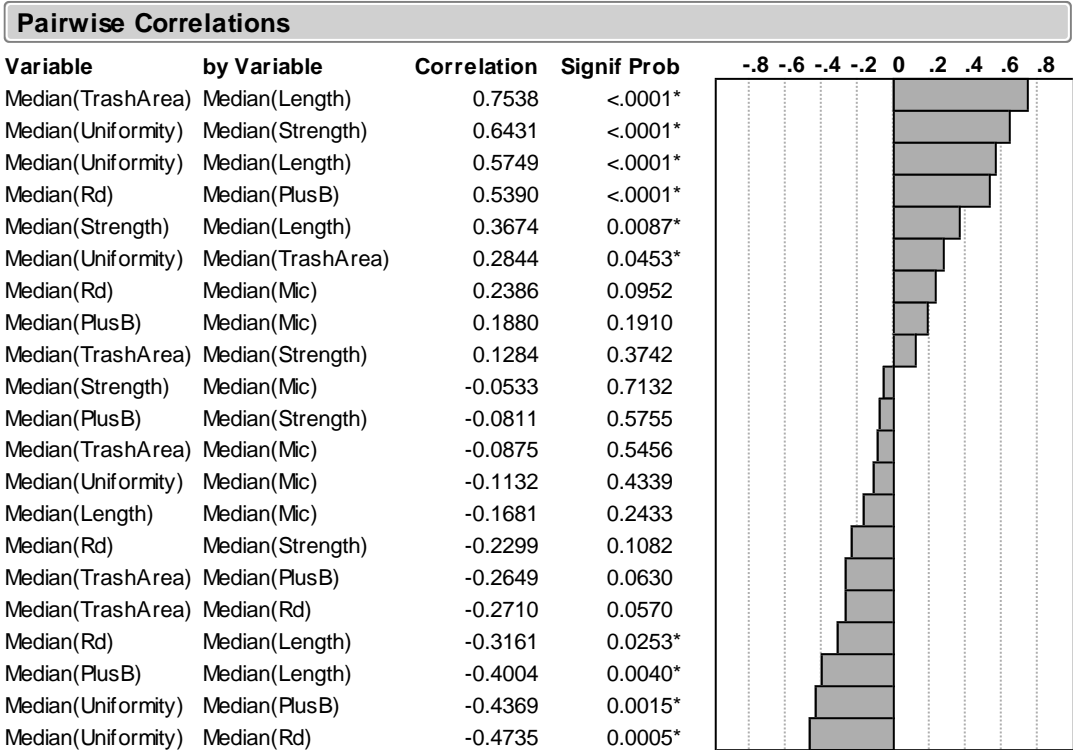 Pairwise Correlations
Variable by Variable Correlation Signif Prob -.8 -.6 -.4 -.2 0 .2 .4 .6 .8
Median(TrashArea) Median(Length) 0.7538 <.0001*
Median(Uniformity) Median(Strength) 0.6431 <.0001*
Median(Uniformity) Median(Length) 0.5749 <.0001*
Median(Rd) Median(PlusB) 0.5390 <.0001*
Median(Strength) Median(Length) 0.3674 0.0087*
Median(Uniformity) Median(TrashArea) 0.2844 0.0453*
Median(Rd) Median(Mic) 0.2386 0.0952
Median(PlusB) Median(Mic) 0.1880 0.1910
Median(TrashArea) Median(Strength) 0.1284 0.3742
Median(Strength) Median(Mic) -0.0533 0.7132
Median(PlusB) Median(Strength) -0.0811 0.5755
Median(TrashArea) Median(Mic) -0.0875 0.5456
Median(Uniformity) Median(Mic) -0.1132 0.4339
Median(Length) Median(Mic) -0.1681 0.2433
Median(Rd) Median(Strength) -0.2299 0.1082
Median(TrashArea) Median(PlusB) -0.2649 0.0630
Median(TrashArea) Median(Rd) -0.2710 0.0570
Median(Rd) Median(Length) -0.3161 0.0253*
Median(PlusB) Median(Length) -0.4004 0.0040*
Median(Uniformity) Median(PlusB) -0.4369 0.0015*
Median(Uniformity) Median(Rd) -0.4735 0.0005*